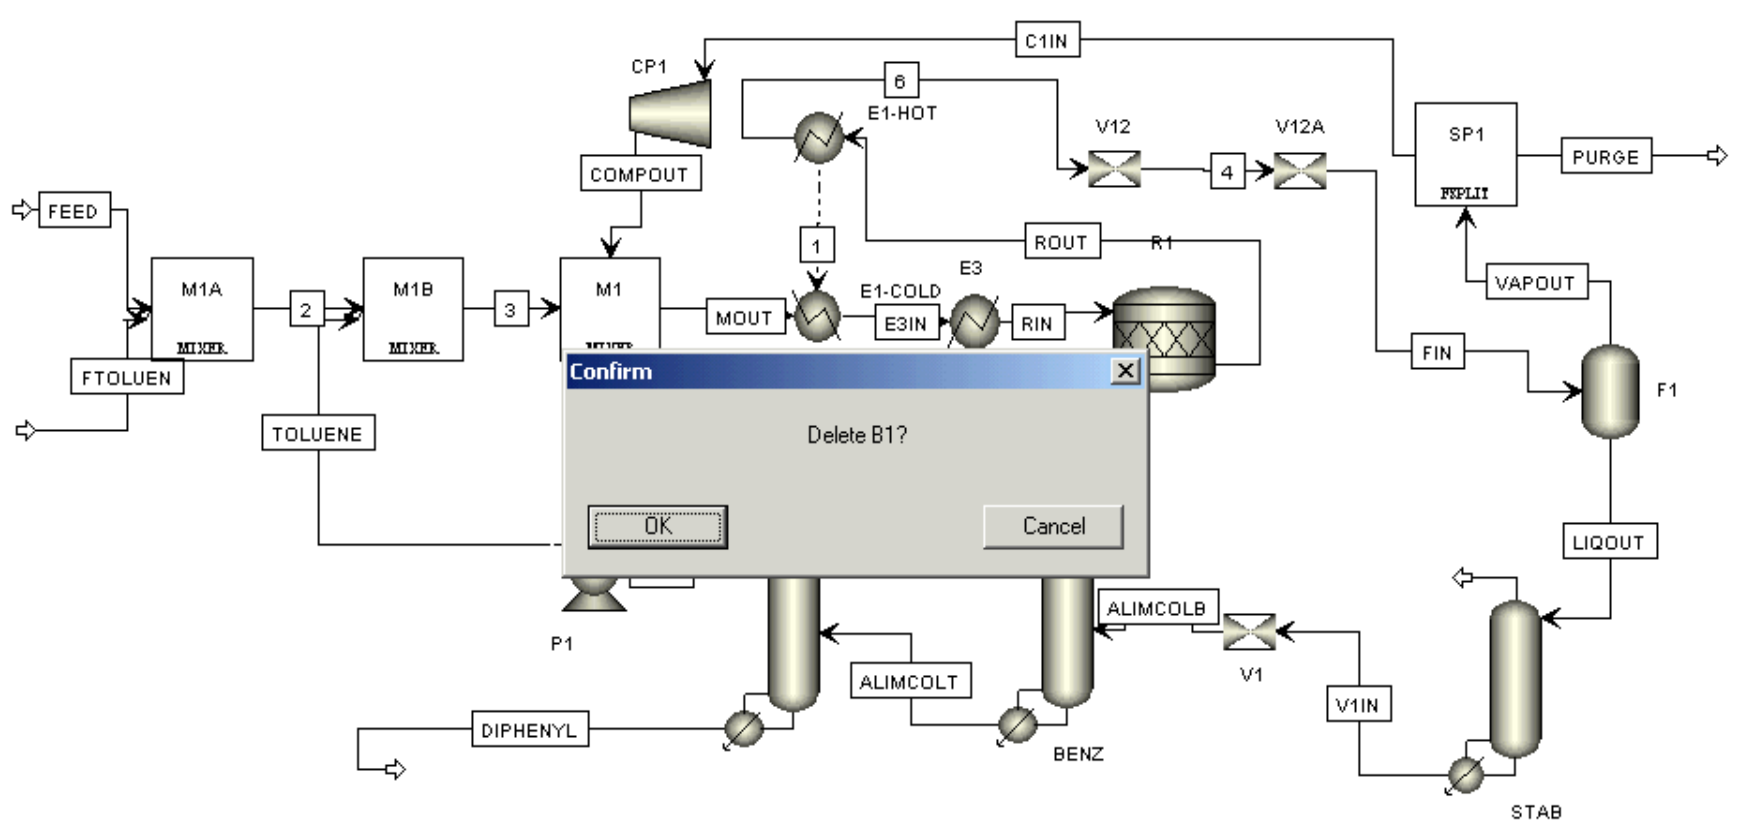 C1IN
CP1
6
E1-HOT
V12
V12A
SP1
PURGE
COMPOUT
4
FSPLIT
FEED
1
ROUT
R1
E3
VAPOUT
M1A
2
M1B
3
M1
MOUT
E1-COLD
E3IN
RIN
MIXER
MIXER
MIXER
FIN
FTOLUEN
Confirm
F1
TOLUENE
Delete B1?
OK
Cancel
LIQOUT
ALIMCOLB
P1
V1
ALIMCOLT
V1IN
DIPHENYL
BENZ
STAB